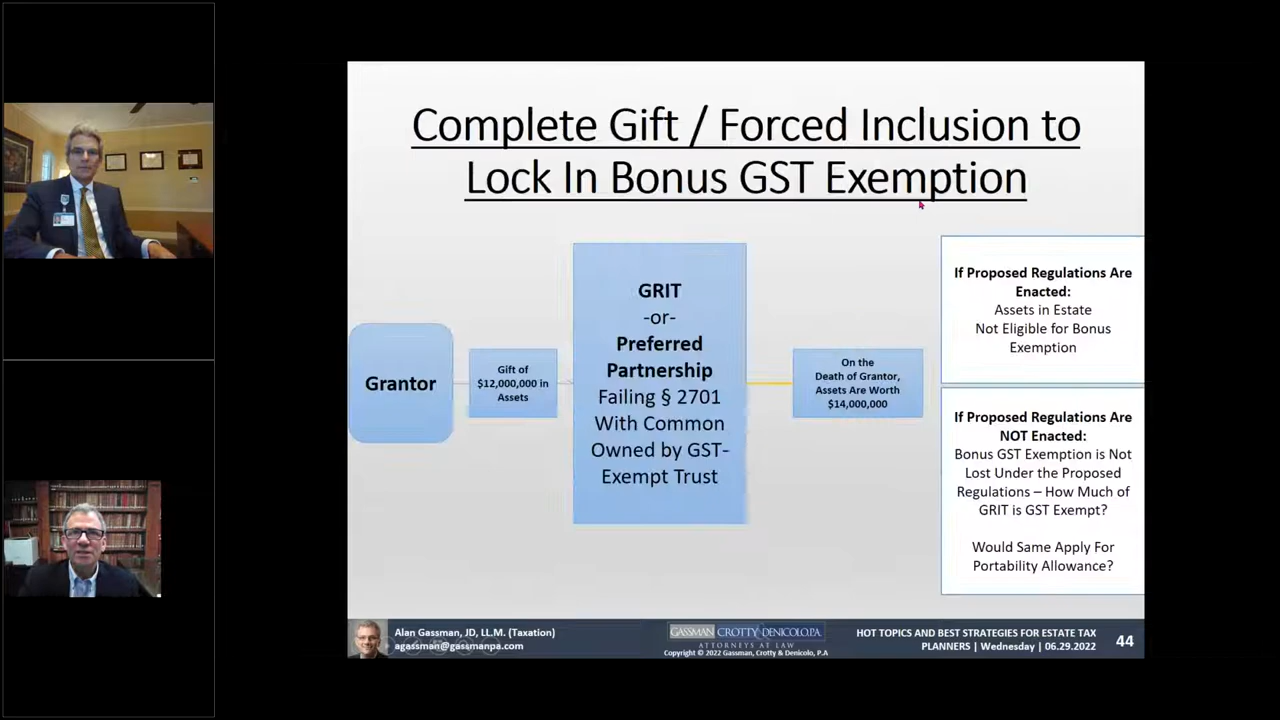 Complete Gift / Forced Inclusion to
Lock In Bonus GST Exemption
Grantor
Gift of
$12,000,000 in
Assets
GRIT
-or-
Preferred
Partnership
Failing § 2701
With Common
Owned by GST-
Exempt Trust
On the
Death of Grantor,
Assets Are Worth
$14,000,000
If Proposed Regulations Are
Enacted:
Assets in Estate
Not Eligible for Bonus
Exemption
If Proposed Regulations Are
NOT Enacted:
Bonus GST Exemption is Not
Lost Under the Proposed
Regulations – How Much of
GRIT is GST Exempt?
Would Same Apply For
Portability Allowance?
Alan Gassman, JD, LL.M. (Taxation)
agassman@gassmanpa.com
GASSMAN CROTTY DENICOLO, P.A.
ATTORNEYS AT LAW
Copyright © 2022 Gassman, Crotty & Denicolo, P.A
HOT TOPICS AND BEST STRATEGIES FOR ESTATE TAX
PLANNERS | Wednesday | 06.29.2022
44